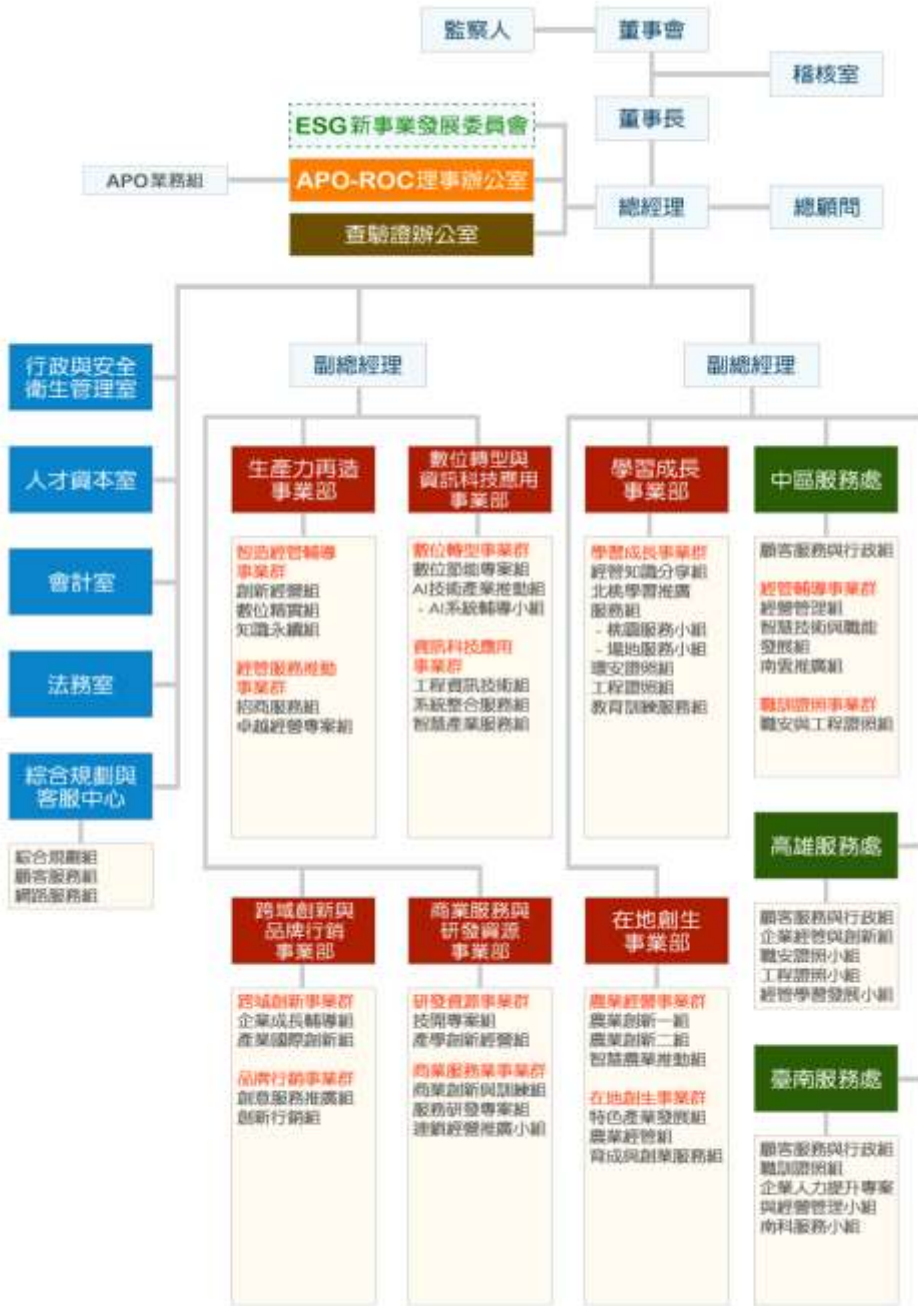 監察人
董事會
稽核室
董事長
ESG新事業發展委員會
APO業務組
APO-ROC理事辦公室
總經理
總顧問
查驗證辦公室
副總經理
副總經理
行政與安全
衛生管理室
人才資本室
會計室
法務室
綜合規劃與
客服中心
綜合規劃組
顧客服務組
網路服務組
生產力再造
事業部
智造經管輔導
事業群
創新經營組
數位精實組
知識永續組
經管服務推動
事業群
招商服務組
卓越經營專案組
數位轉型與
資訊科技應用
事業部
數位轉型事業群
數位節能專案組
AI技術產業推動組
- AI系統輔導小組
資訊科技應用
事業群
工程資訊技術組
系統整合服務組
智慧產業服務組
學習成長
事業部
學習成長事業群
經習知識分享組
北桃學習推廣
服務組
- 桃園服務小組
- 場地服務小組
環安證照組
工程證照組
教育訓練服務組
中區服務處
顧客服務與行政組
經管輔導事業群
經營管理組
智慧技術與職能
發展組
南雲推廣組
職訓證照事業群
職安與工程證照組
跨域創新與
品牌行銷
事業部
跨域創新事業群
企業成長輔導組
產業國際創新組
品牌行銷事業群
創意服務推廣組
創新行銷組
商業服務與
研發資源
事業部
研發資源事業群
技開專案組
產學創新經營組
商業服務業事業群
商業創新與訓練組
服務研發專案組
連鎖經營推廣小組
在地創生
事業部
農業經營事業群
農業創新一組
農業創新二組
智慧農業推動組
在地創生事業群
特色產業發展組
農業經管組
育成與創業服務組
高雄服務處
顧客服務與行政組
企業經管與創新組
職安證照小組
工程證照小組
經管學習發展小組
臺南服務處
顧客服務與行政組
職訓證照組
企業人力提升專案
與經營管理小組
南科服務小組